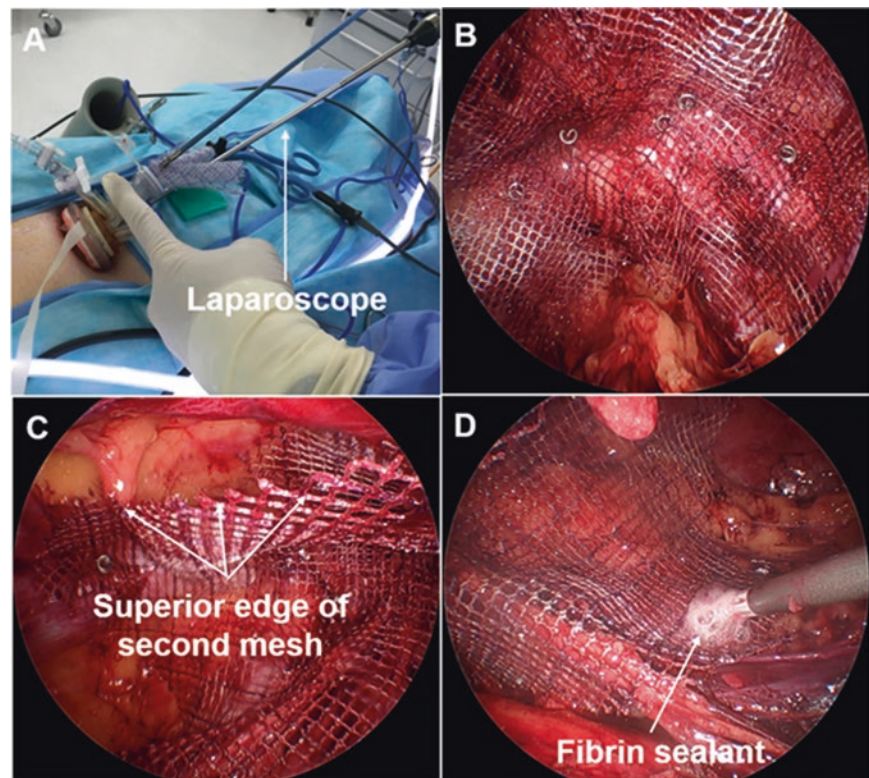 A
Laparoscope
B
C
Superior edge of
second mesh
D
Fibrin sealant